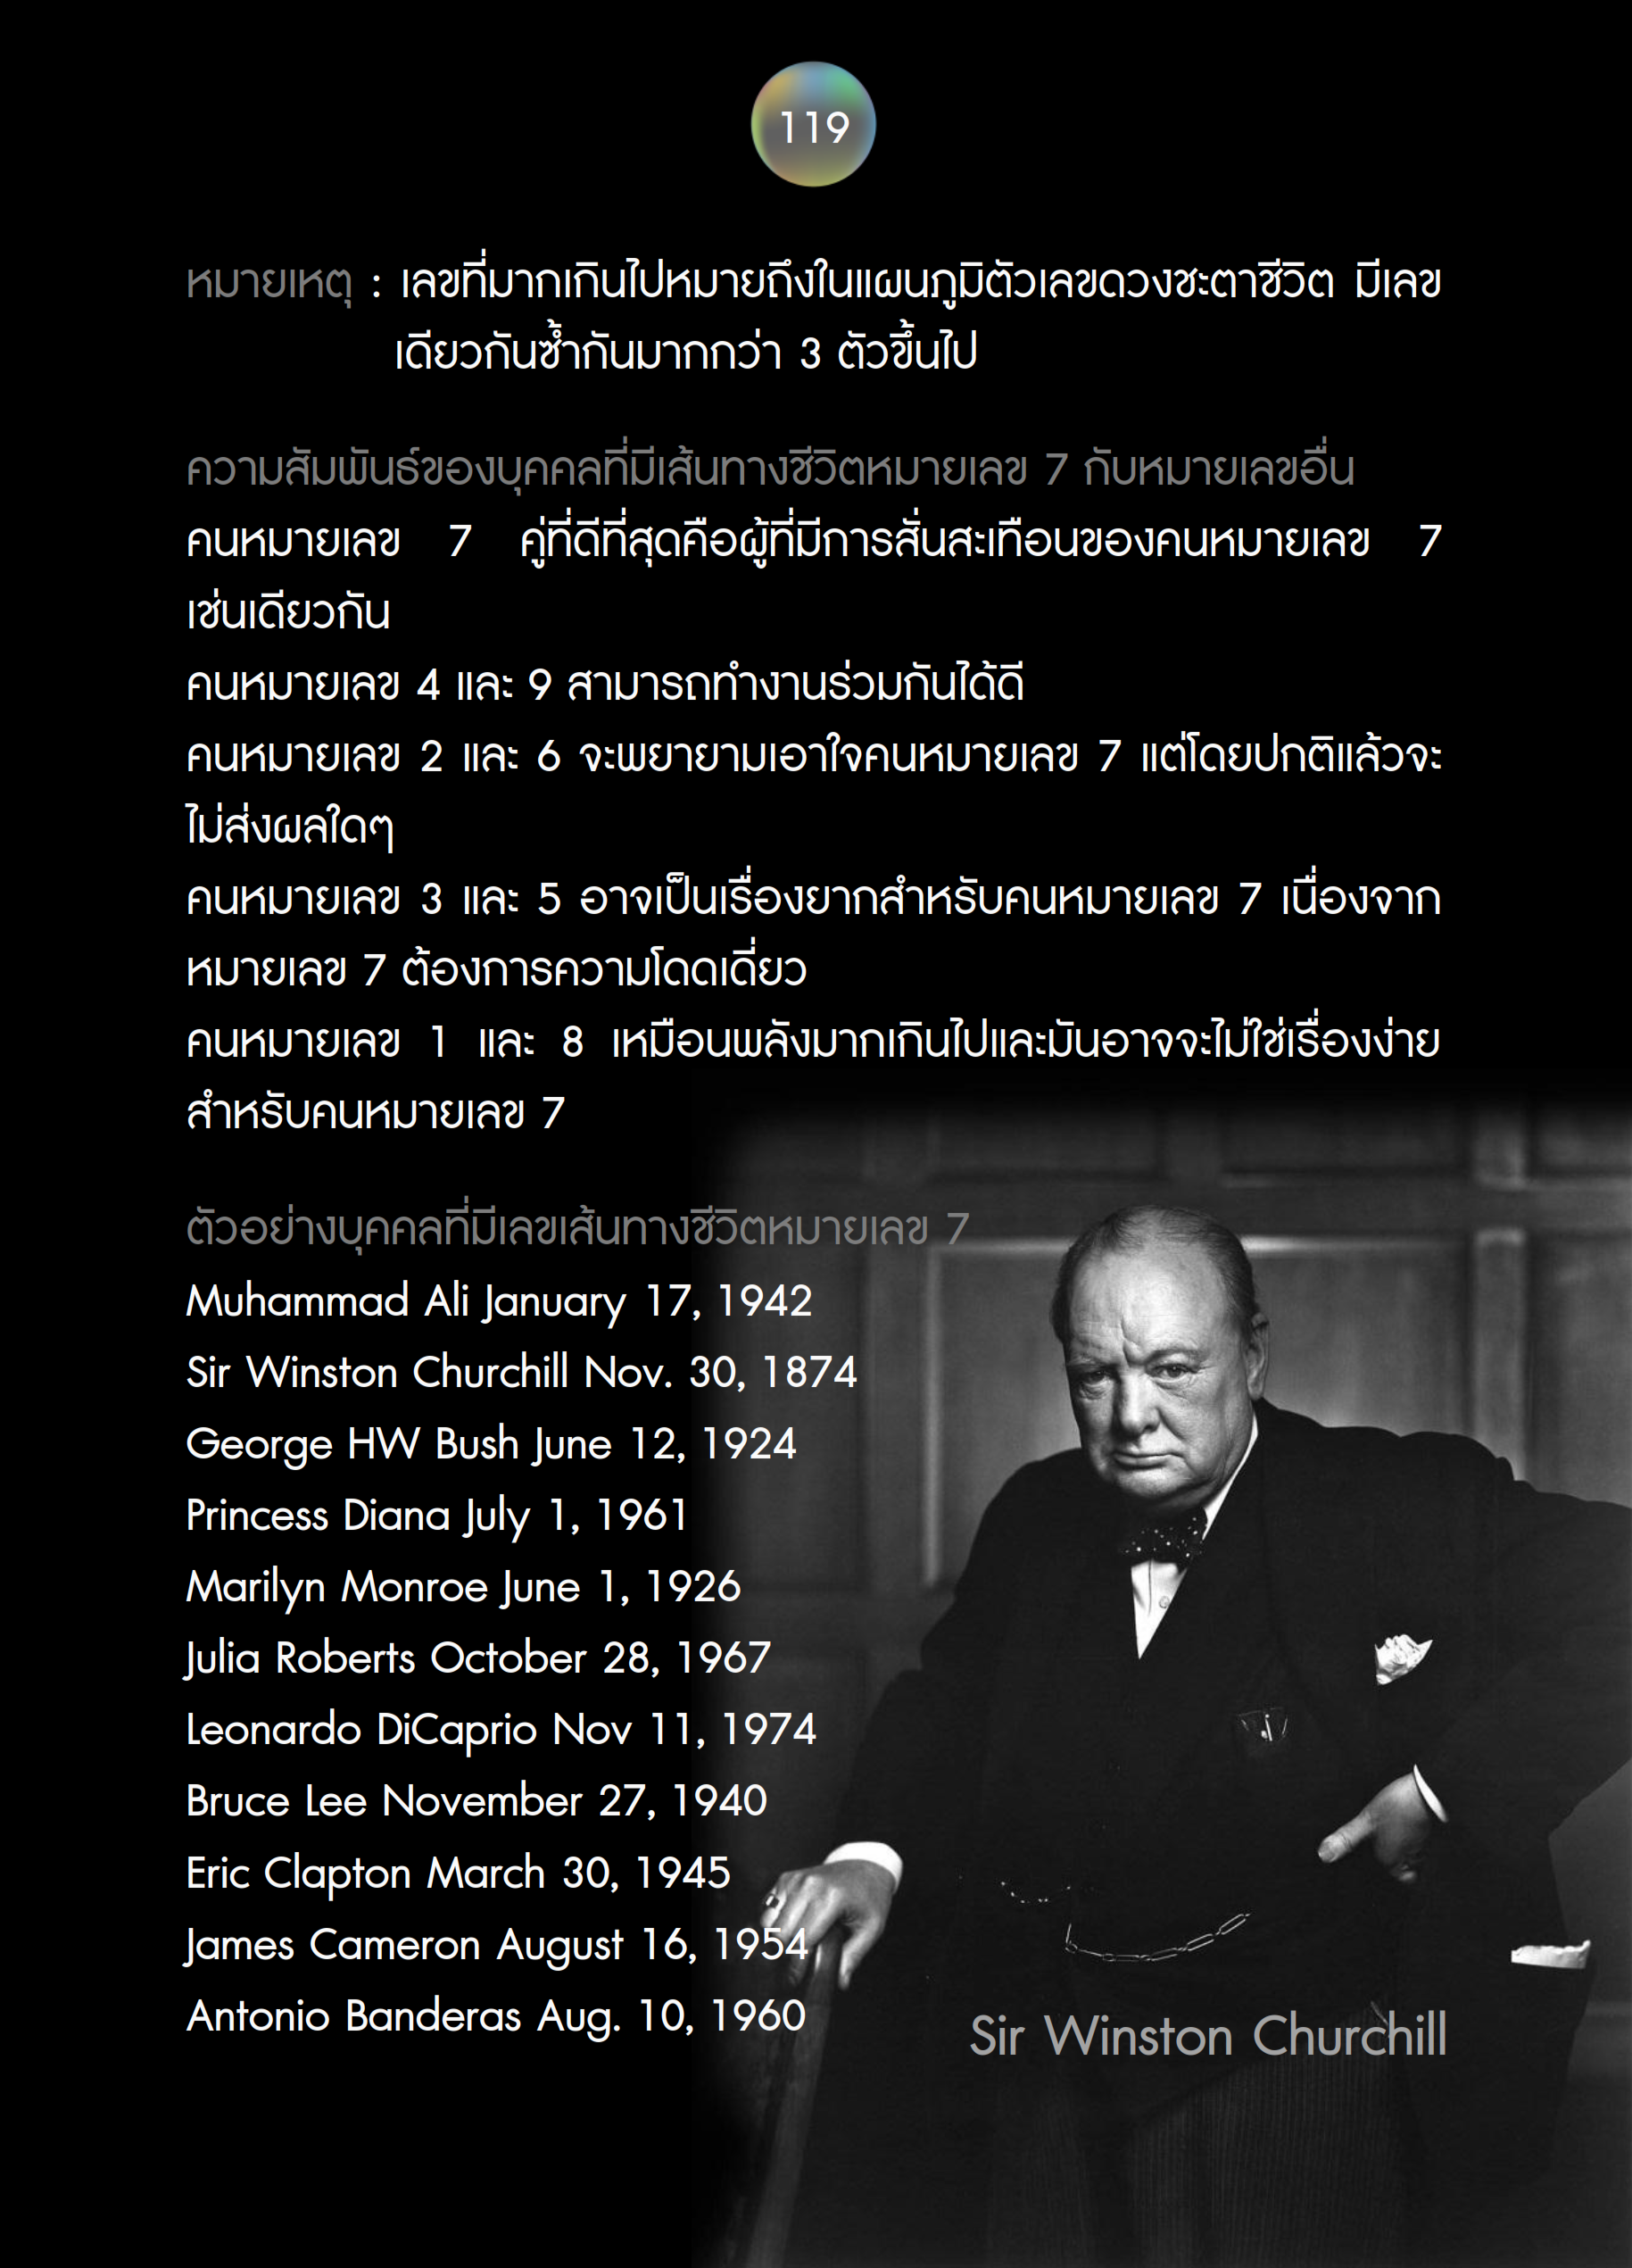 119
หมายเหตุ : เลขที่มากเกินไปหมายถึงในแผนภูมิตัวเลขดวงชะตาชีวิต มีเลข
เดียวกันซ้ำกันมากกว่า 3 ตัวขึ้นไป
ความสัมพันธ์ของบุคคลที่มีเส้นทางชีวิตหมายเลข 7 กับหมายเลขอื่น
คนหมายเลข 7 คู่ที่ดีที่สุดคือผู้ที่มีการสั่นสะเทือนของคนหมายเลข 7
เช่นเดียวกัน
คนหมายเลข 4 และ 9 สามารถทำงานร่วมกันได้ดี
คนหมายเลข 2 และ 6 จะพยายามเอาใจคนหมายเลข 7 แต่โดยปกติแล้วจะ
ไม่ส่งผลใดๆ
คนหมายเลข 3 และ 5 อาจเป็นเรื่องยากสำหรับคนหมายเลข 7 เนื่องจาก
หมายเลข 7 ต้องการความโดดเดี่ยว
คนหมายเลข 1 และ 8 เหมือนพลังมากเกินไปและมันอาจจะไม่ใช่เรื่องง่าย
สำหรับคนหมายเลข 7
ตัวอย่างบุคคลที่มีเลขเส้นทางชีวิตหมายเลข 7
Muhammad Ali January 17, 1942
Sir Winston Churchill Nov. 30, 1874
George HW Bush June 12, 1924
Princess Diana July 1, 1961
Marilyn Monroe June 1, 1926
Julia Roberts October 28, 1967
Leonardo DiCaprio Nov 11, 1974
Bruce Lee November 27, 1940
Eric Clapton March 30, 1945
James Cameron August 16, 1954
Antonio Banderas Aug. 10, 1960
Sir Winston Churchill